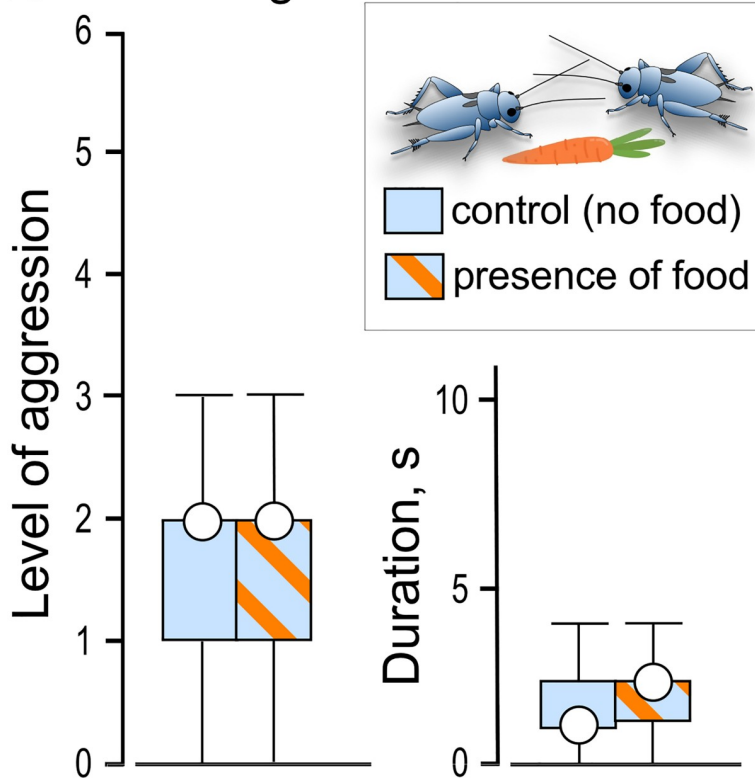 6
5
4
3
2
1
0
Level of aggression
control (no food)
presence of food
10
5
0
Duration, s